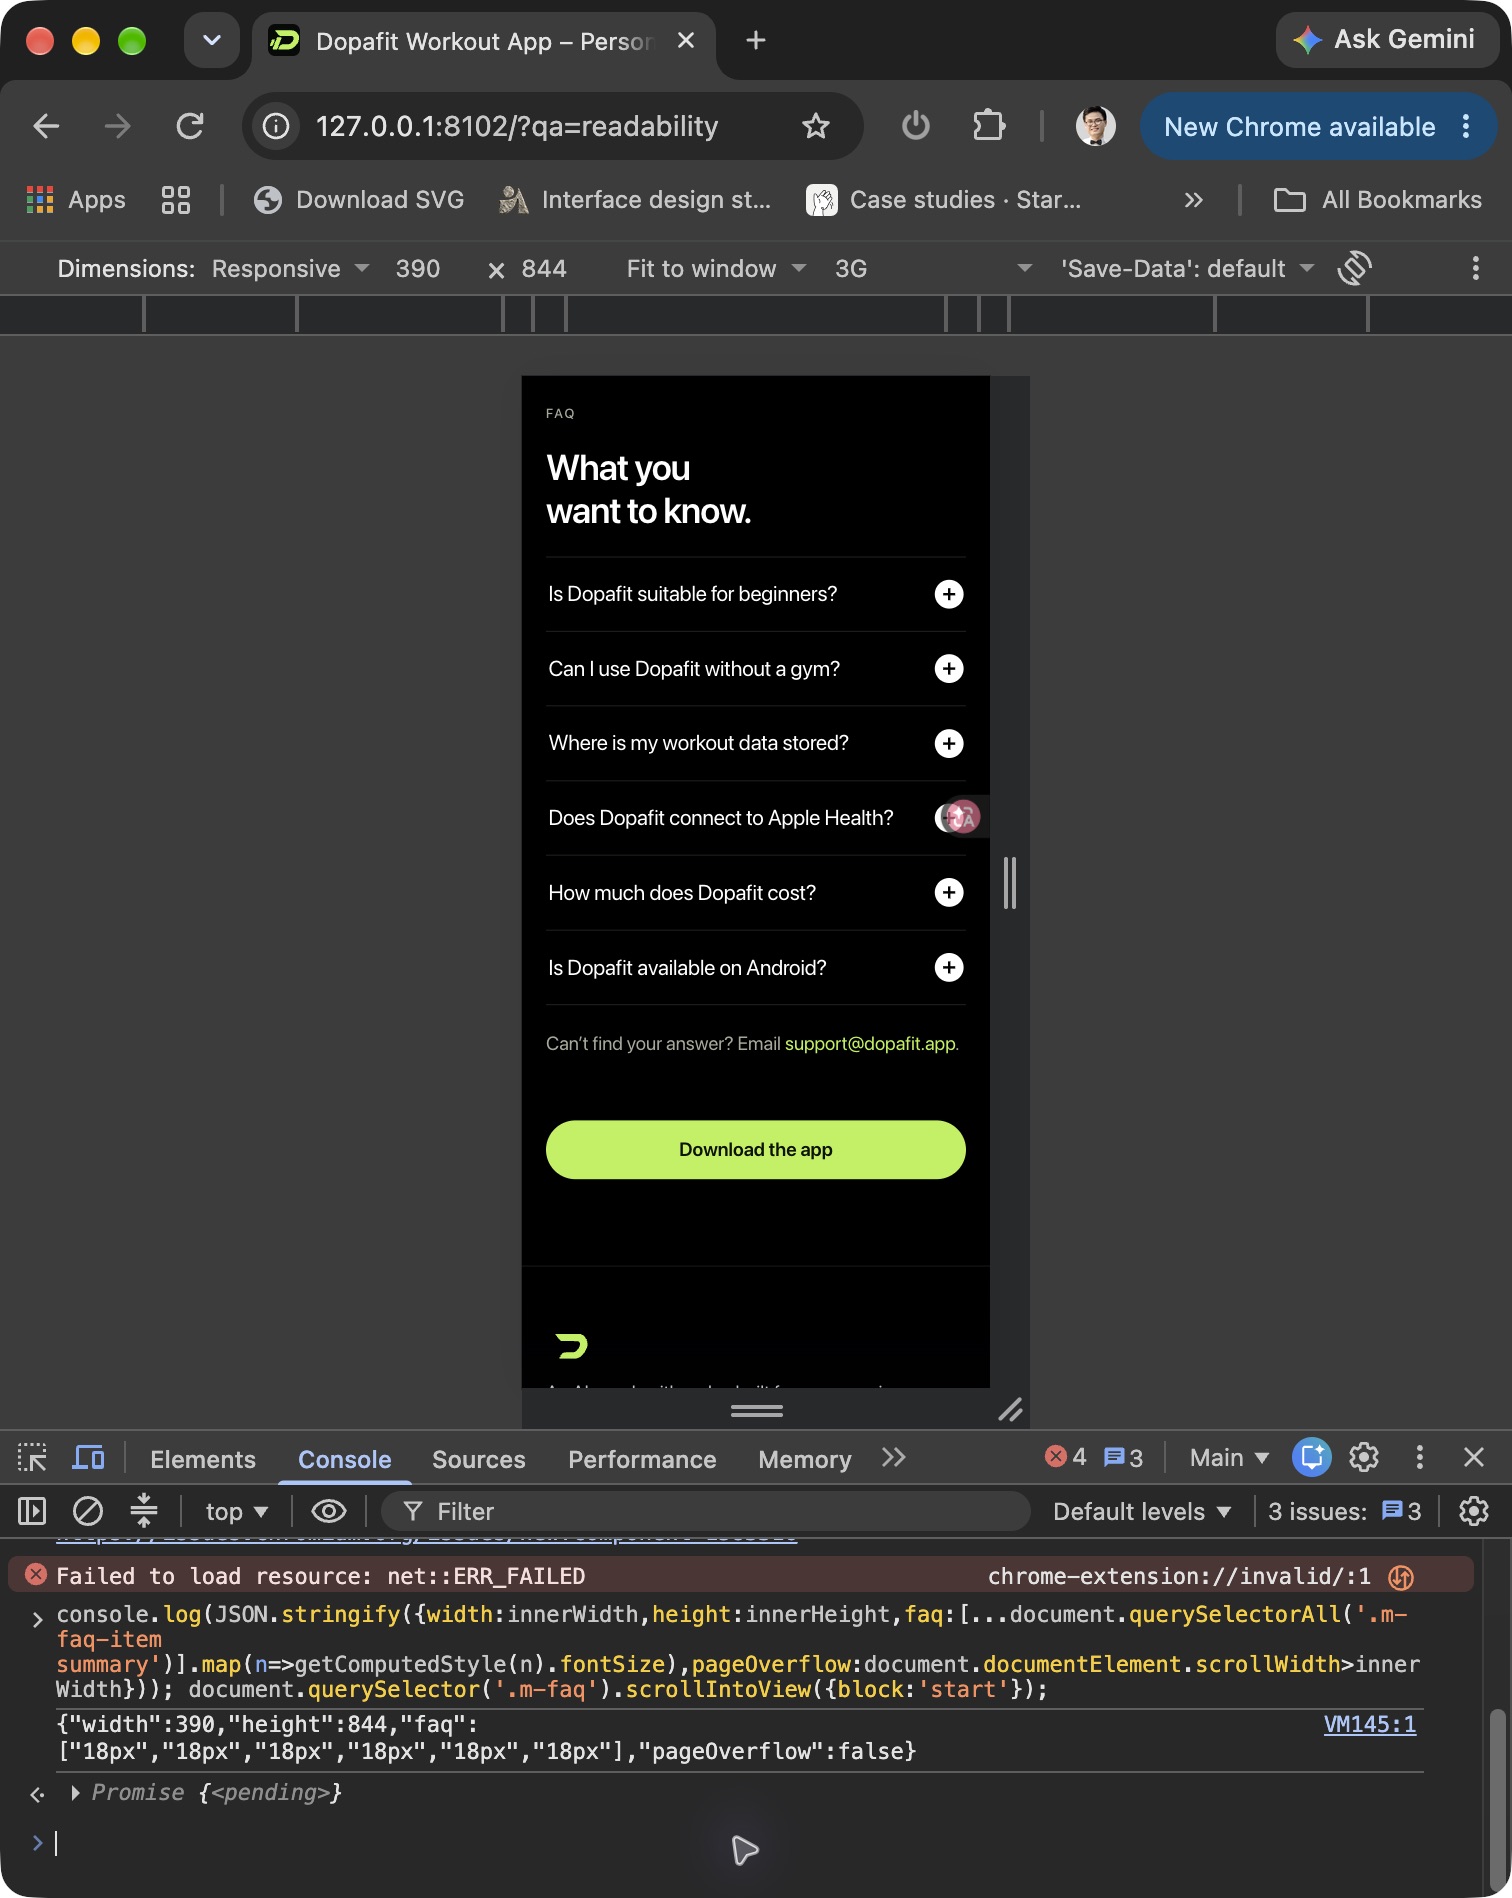 Dopafit Workout App – Person
Ask Gemini
127.0.0.1:8102/?qa=readability
New Chrome available
Apps
Download SVG
Interface design st...
Case studies · Star...
All Bookmarks
Dimensions: Responsive 390 × 844 Fit to window 3G 'Save-Data': default
FAQ
What you
want to know.
Is Dopafit suitable for beginners?
Can I use Dopafit without a gym?
Where is my workout data stored?
Does Dopafit connect to Apple Health?
How much does Dopafit cost?
Is Dopafit available on Android?
Can't find your answer? Email support@dopafit.app.
Download the app
Elements Console Sources Performance Memory 4 3 Main
top Filter Default levels 3 issues: 3
Failed to load resource: net::ERR_FAILED chrome-extension://invalid/:1
console.log(JSON.stringify({width:innerWidth,height:innerHeight,faq:[...document.querySelectorAll('.m-
faq-item
summary')].map(n=>getComputedStyle(n).fontSize),pageOverflow:document.documentElement.scrollWidth>inner
Width})); document.querySelector('.m-faq').scrollIntoView({block:'start'});
{"width":390,"height":844,"faq": VM145:1
["18px","18px","18px","18px","18px","18px"],"pageOverflow":false}
Promise {<pending>}